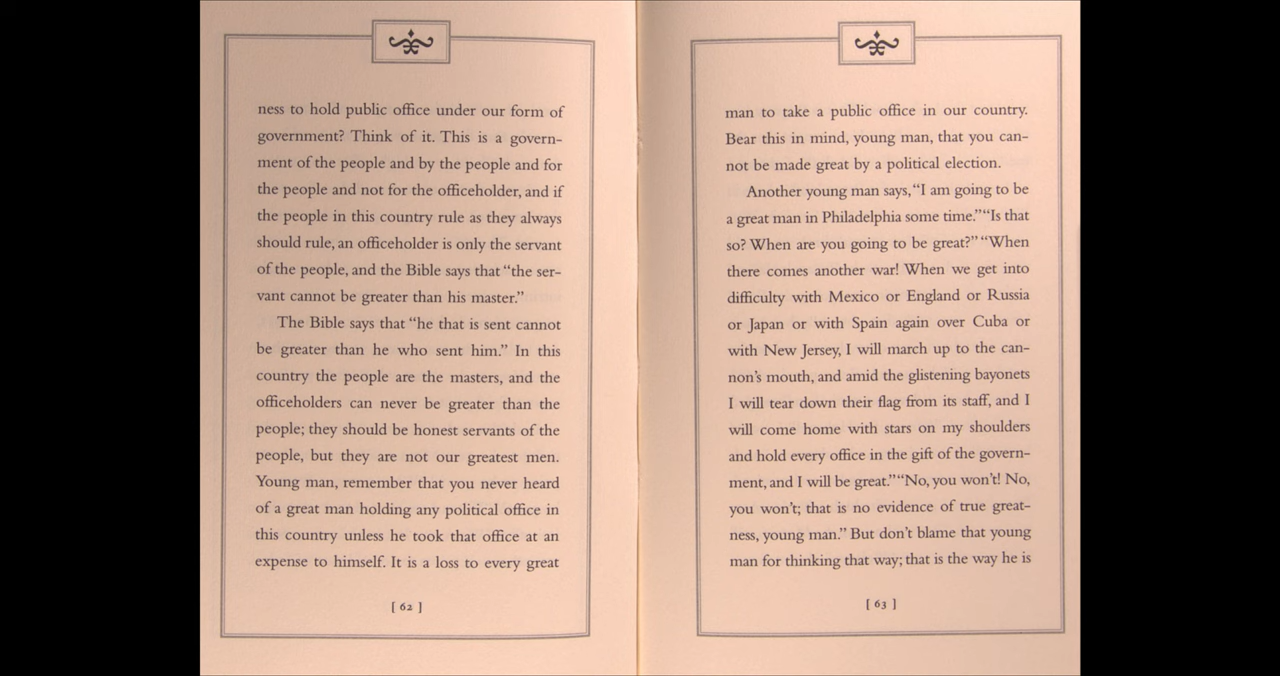 ness to hold public office under our form of
government? Think of it. This is a govern-
ment of the people and by the people and for
the people and not for the officeholder, and if
the people in this country rule as they always
should rule, an officeholder is only the servant
of the people, and the Bible says that “the ser-
vant cannot be greater than his master.”
The Bible says that “he that is sent cannot
be greater than he who sent him.” In this
country the people are the masters, and the
officeholders can never be greater than the
people; they should be honest servants of the
people, but they are not our greatest men.
Young man, remember that you never heard
of a great man holding any political office in
this country unless he took that office at an
expense to himself. It is a loss to every great
[ 62 ]
man to take a public office in our country.
Bear this in mind, young man, that you can-
not be made great by a political election.
Another young man says, “I am going to be
a great man in Philadelphia some time.” “Is that
so? When are you going to be great?” “When
there comes another war! When we get into
difficulty with Mexico or England or Russia
or Japan or with Spain again over Cuba or
with New Jersey, I will march up to the can-
non’s mouth, and amid the glistening bayonets
I will tear down their flag from its staff, and I
will come home with stars on my shoulders
and hold every office in the gift of the govern-
ment, and I will be great.” “No, you won’t! No,
you won’t; that is no evidence of true great-
ness, young man.” But don’t blame that young
man for thinking that way; that is the way he is
[ 63 ]